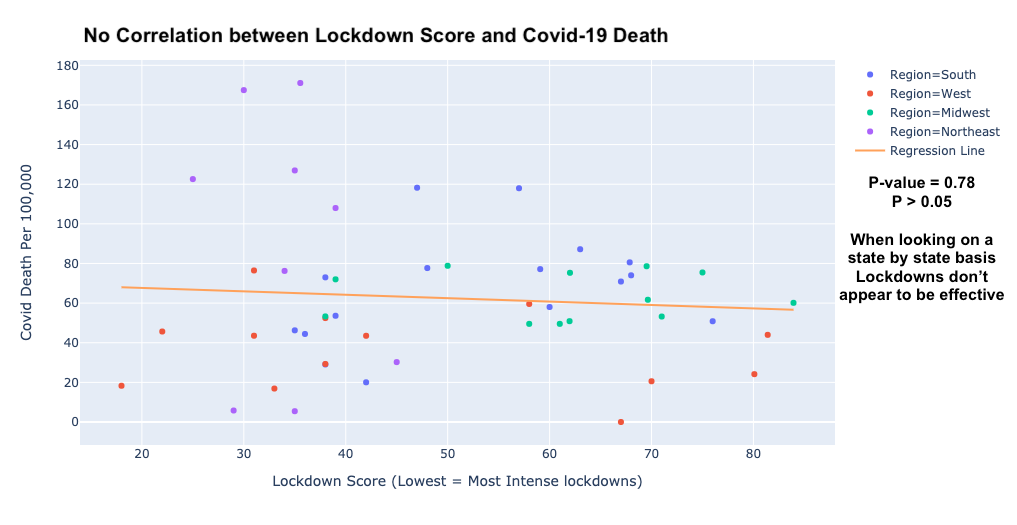 No Correlation between Lockdown Score and Covid-19 Death
180
160
140
120
100
80
60
40
20
0
Covid Death Per 100,000
20
30
40
50
60
70
80
Lockdown Score (Lowest = Most Intense lockdowns)
Region=South
Region=West
Region=Midwest
Region=Northeast
Regression Line
P-value = 0.78
P > 0.05
When looking on a
state by state basis
Lockdowns don’t
appear to be effective